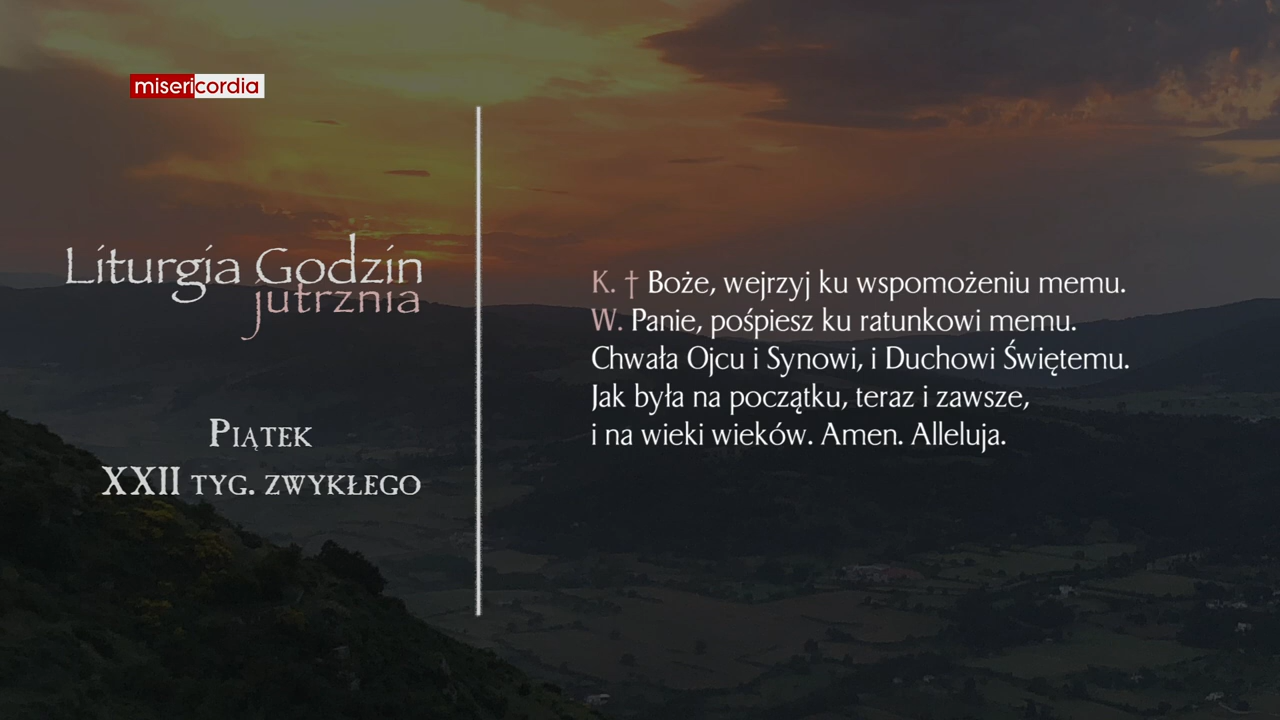 misericordia
Liturgia Godzin
jutrznia
Piątek
XXII tyg. zwykłego
K. † Boże, wejrzyj ku wspomożeniu memu.
W. Panie, pośpiesz ku ratunkowi memu.
Chwała Ojcu i Synowi, i Duchowi Świętemu.
Jak była na początku, teraz i zawsze,
i na wieki wieków. Amen. Alleluja.